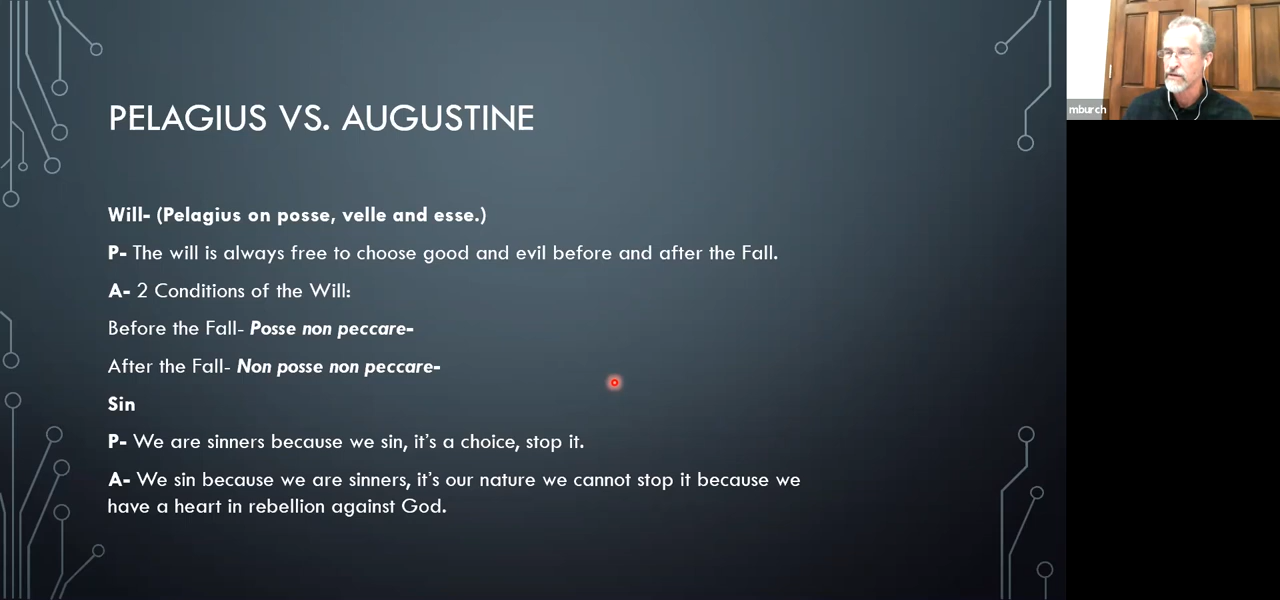 PELAGIUS VS. AUGUSTINE
Will- (Pelagius on posse, velle and esse.)
P- The will is always free to choose good and evil before and after the Fall.
A- 2 Conditions of the Will:
Before the Fall- Posse non peccare-
After the Fall- Non posse non peccare-
Sin
P- We are sinners because we sin, it's a choice, stop it.
A- We sin because we are sinners, it's our nature we cannot stop it because we
have a heart in rebellion against God.
mburch